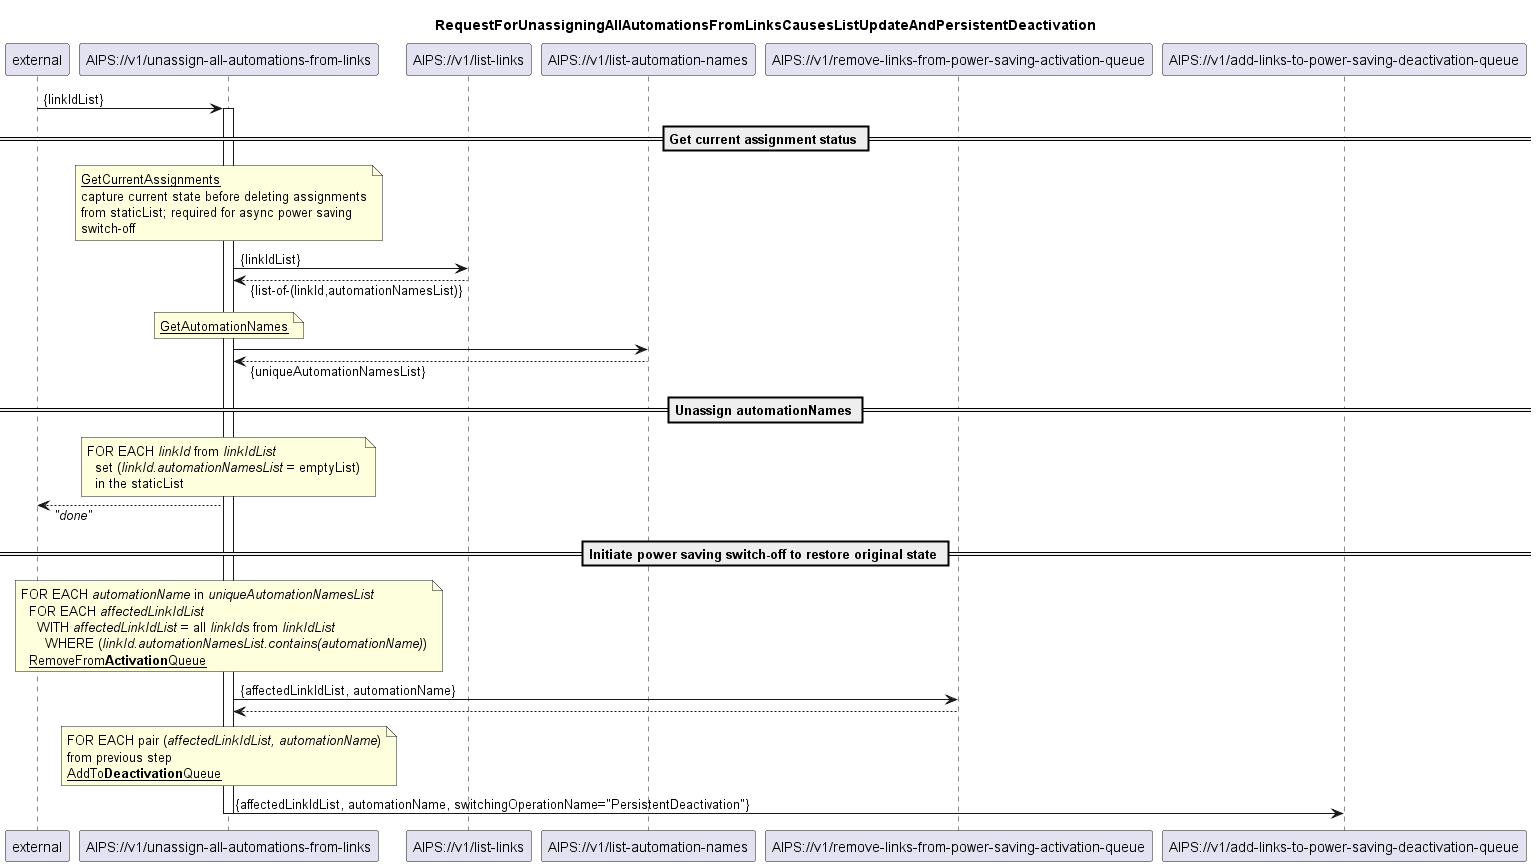 RequestForUnassigningAllAutomationsFromLinksCausesListUpdateAndPersistentDeactivation
external
AIPS://v1/unassign-all-automations-from-links
AIPS://v1/list-links
AIPS://v1/list-automation-names
AIPS://v1/remove-links-from-power-saving-activation-queue
AIPS://v1/add-links-to-power-saving-deactivation-queue
{linkIdList}
Get current assignment status
GetCurrentAssignments
capture current state before deleting assignments
from staticList; required for async power saving
switch-off
{linkIdList}
{list-of-(linkId,automationNamesList)}
GetAutomationNames
{uniqueAutomationNamesList}
Unassign automationNames
FOR EACH linkId from linkIdList
set (linkId.automationNamesList = emptyList)
in the staticList
"done"
Initiate power saving switch-off to restore original state
FOR EACH automationName in uniqueAutomationNamesList
FOR EACH affectedLinkIdList
WITH affectedLinkIdList = all linkIds from linkIdList
WHERE (linkId.automationNamesList.contains(automationName))
RemoveFromActivationQueue
{affectedLinkIdList, automationName}
FOR EACH pair (affectedLinkIdList, automationName)
from previous step
AddToDeactivationQueue
{affectedLinkIdList, automationName, switchingOperationName="PersistentDeactivation"}
external
AIPS://v1/unassign-all-automations-from-links
AIPS://v1/list-links
AIPS://v1/list-automation-names
AIPS://v1/remove-links-from-power-saving-activation-queue
AIPS://v1/add-links-to-power-saving-deactivation-queue